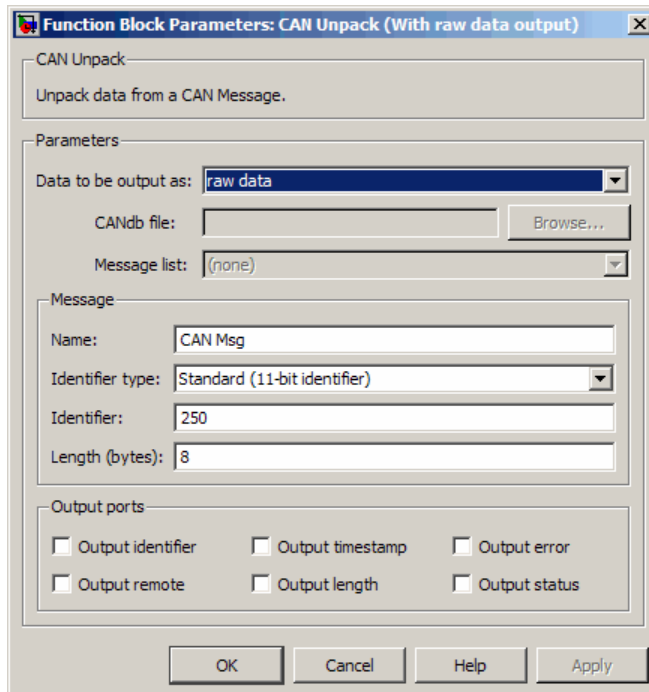 Function Block Parameters: CAN Unpack (With raw data output)
CAN Unpack
Unpack data from a CAN Message.
Parameters
Data to be output as: raw data
CANdb file: Browse...
Message list: (none)
Message
Name: CAN Msg
Identifier type: Standard (11-bit identifier)
Identifier: 250
Length (bytes): 8
Output ports
Output identifier Output timestamp Output error
Output remote Output length Output status
OK Cancel Help Apply